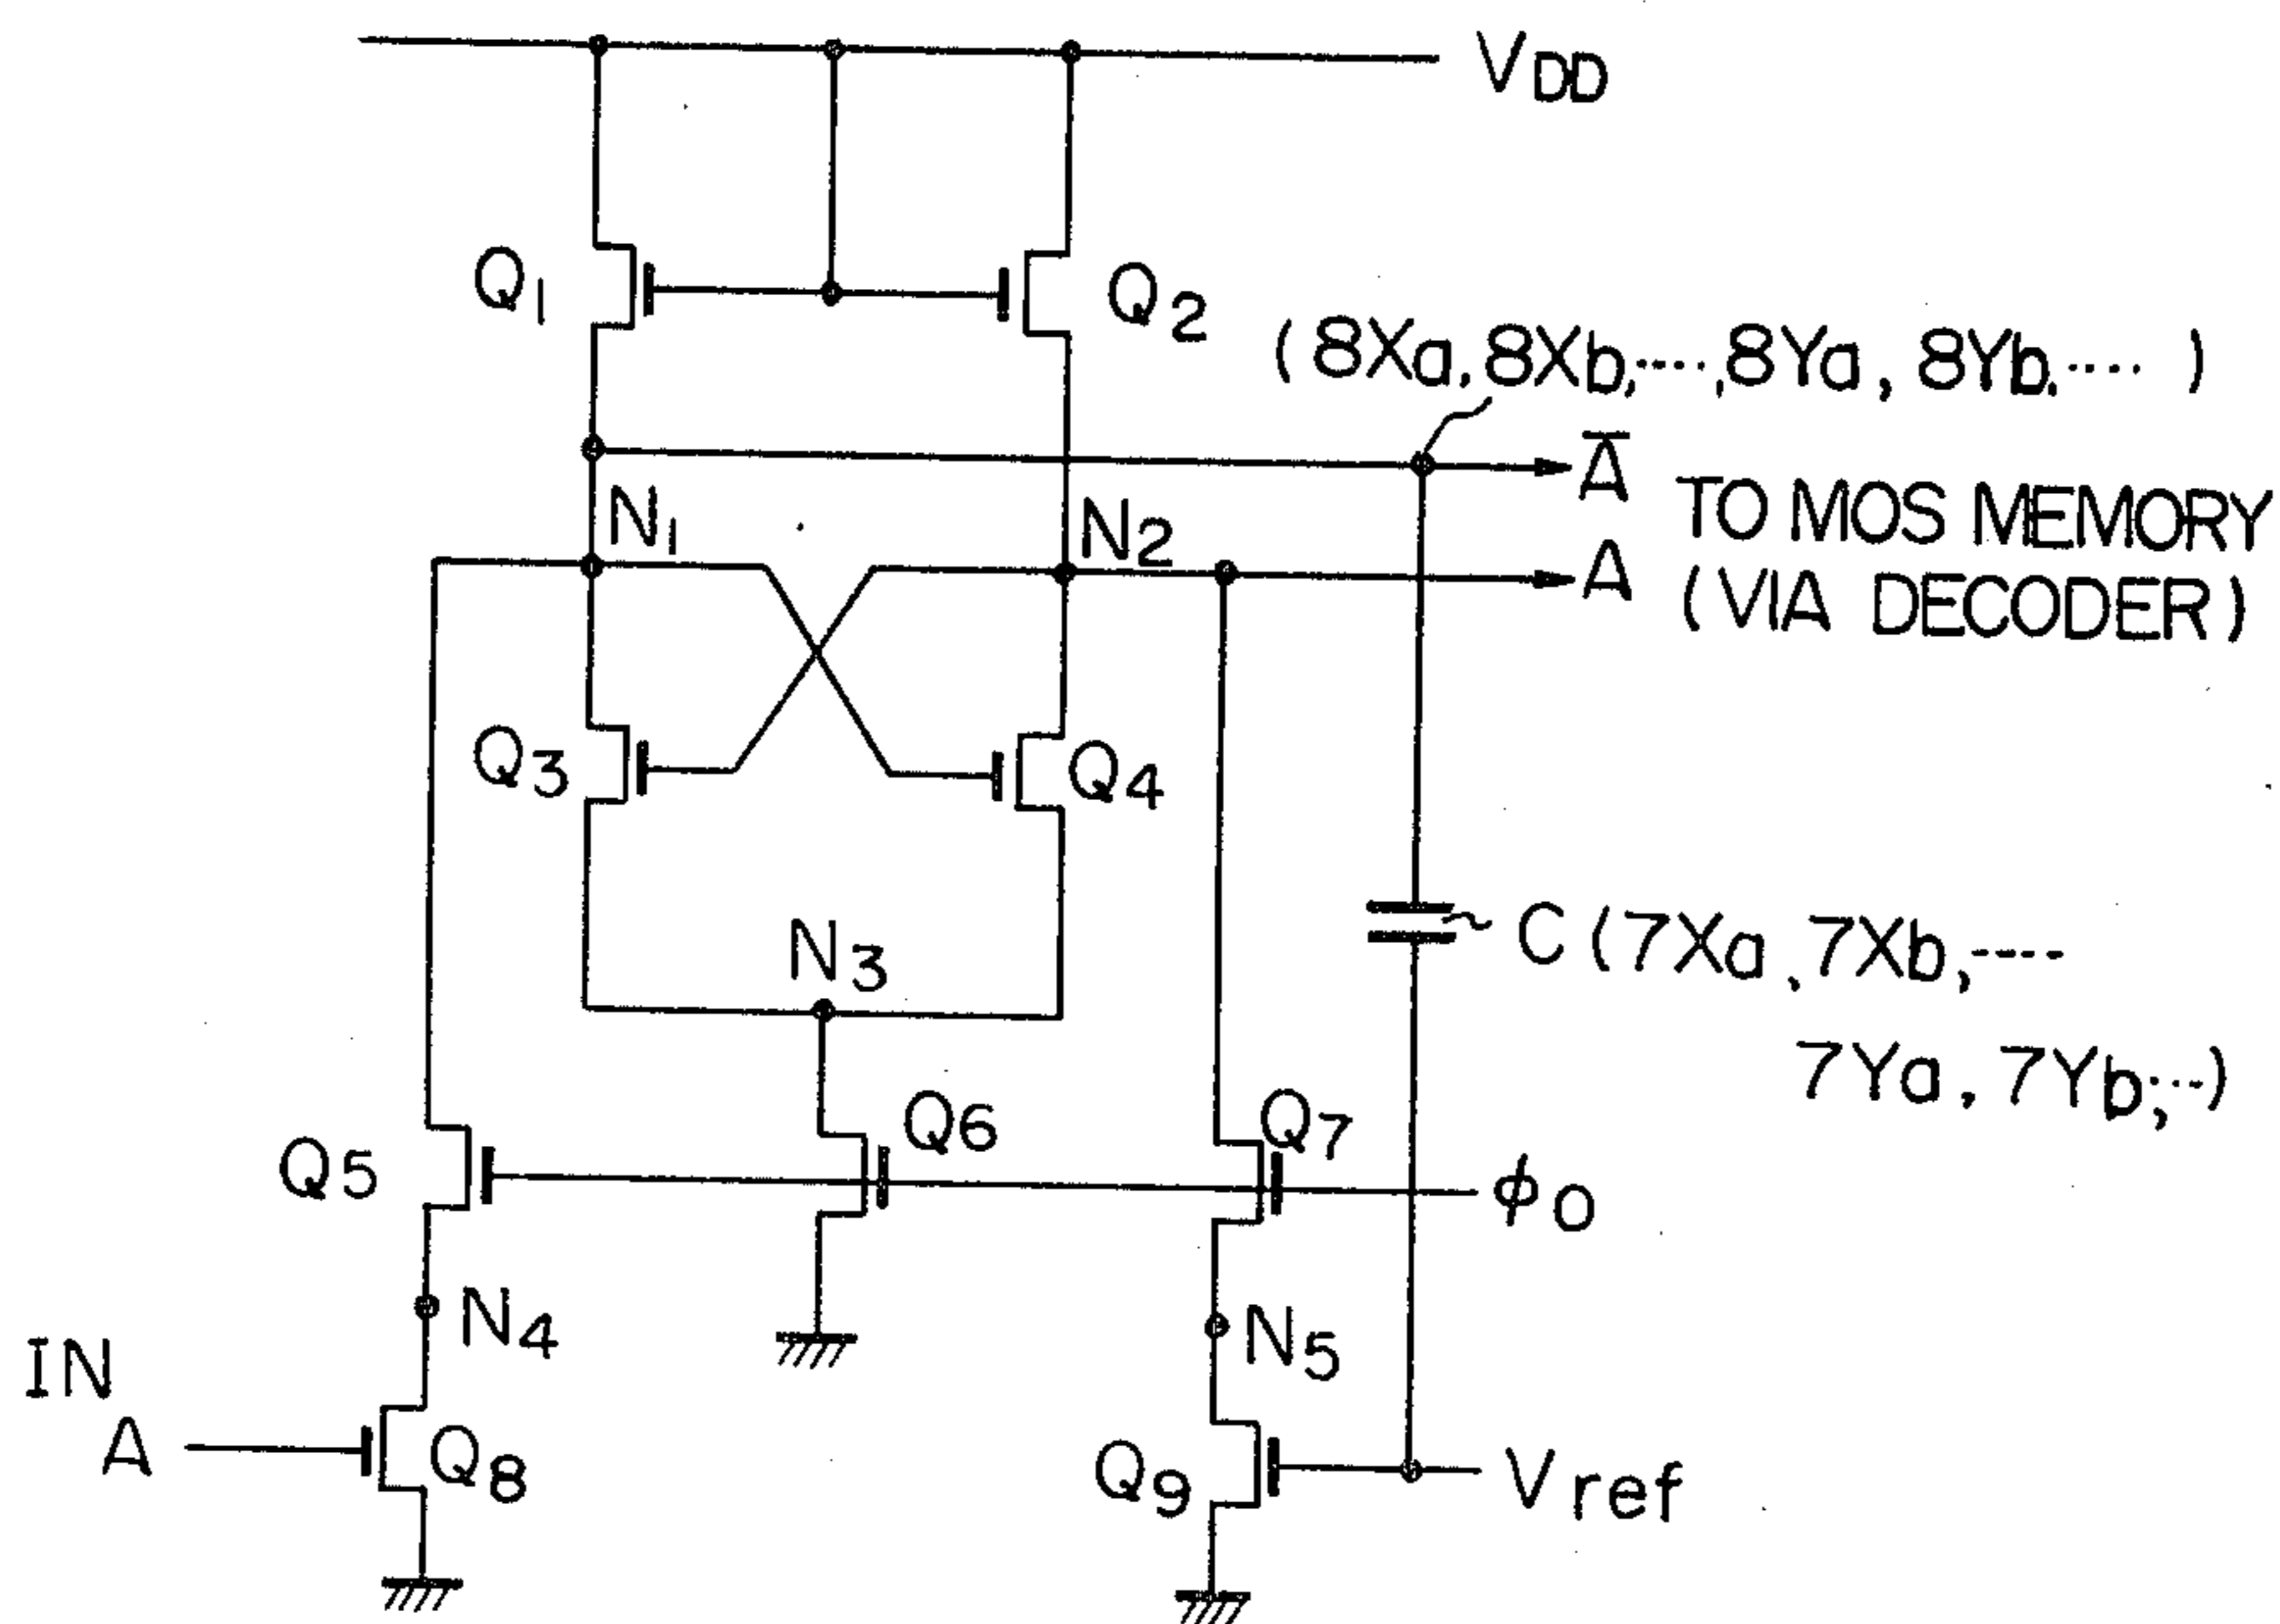 VDD
Q1
Q2
(8Xa, 8Xb, ····, 8Ya, 8Yb, ···· )
A̅
N1
N2
TO MOS MEMORY
A
(VIA DECODER)
Q3
Q4
N3
C (7Xa, 7Xb, ----
7Ya, 7Yb, ··)
Q5
Q6
Q7
ϕ0
N4
N5
IN
A
Q8
Q9
Vref